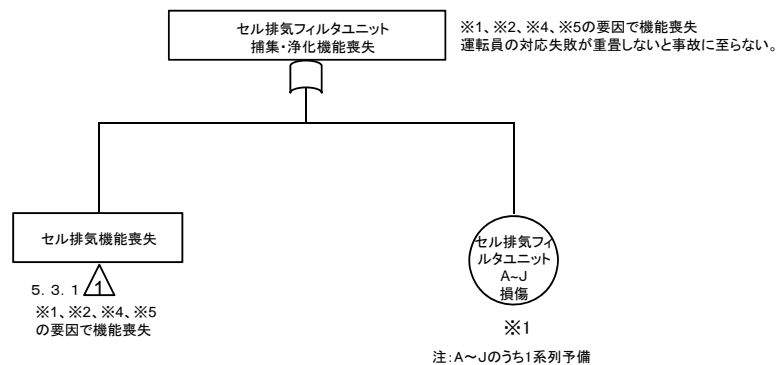 セル排気フィルタユニット
捕集・浄化機能喪失
※1、※2、※4、※5の要因で機能喪失
運転員の対応失敗が重畳しないと事故に至らない。
セル排気機能喪失
5.3.1
1
※1、※2、※4、※5
の要因で機能喪失
セル排気フィ
ルタユニット
A~J
損傷
※1
注:A～Jのうち1系列予備